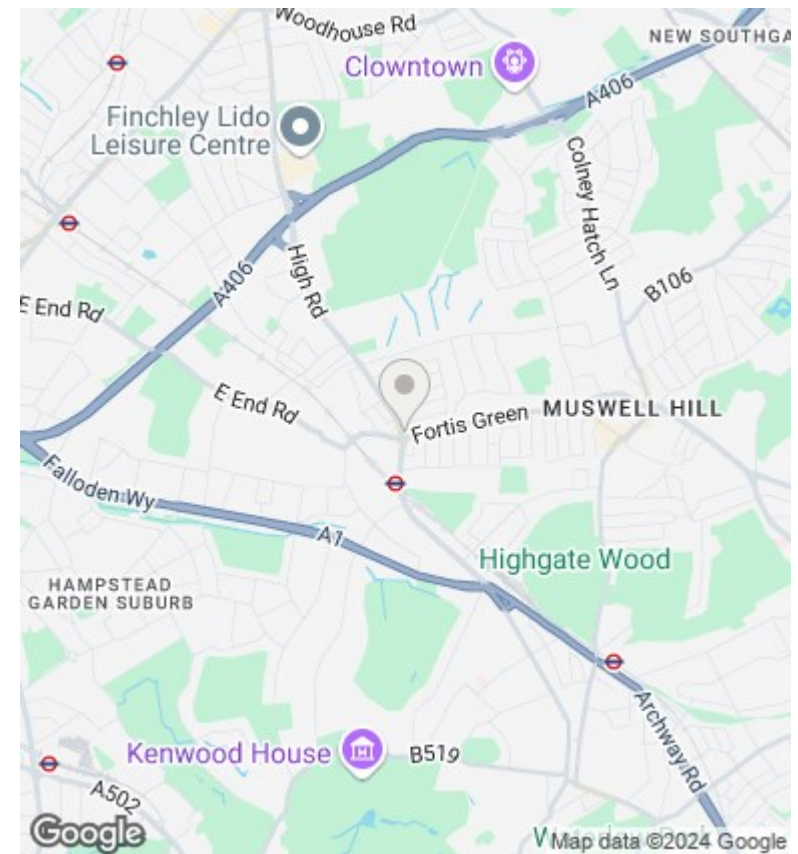 Woodhouse Rd
NEW SOUTHGA
Clowntown
A406
Finchley Lido
Leisure Centre
Colney Hatch Ln
High Rd
A406
B106
E End Rd
E End Rd
Fortis Green
MUSWELL HILL
Falloden Wy
A1
Highgate Wood
HAMPSTEAD
GARDEN SUBURB
Archway Rd
Kenwood House
B519
A502
Google
Map data ©2024 Google